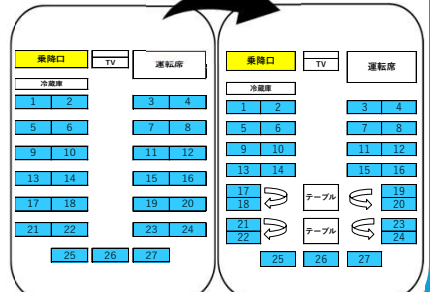 乗降口 TV 運転席
冷蔵庫
1 2 3 4
5 6 7 8
9 10 11 12
13 14 15 16
17 18 19 20
21 22 23 24
25 26 27
乗降口 TV 運転席
冷蔵庫
1 2 3 4
5 6 7 8
9 10 11 12
13 14 15 16
17 テーブル 19
18 20
21 テーブル 23
22 24
25 26 27